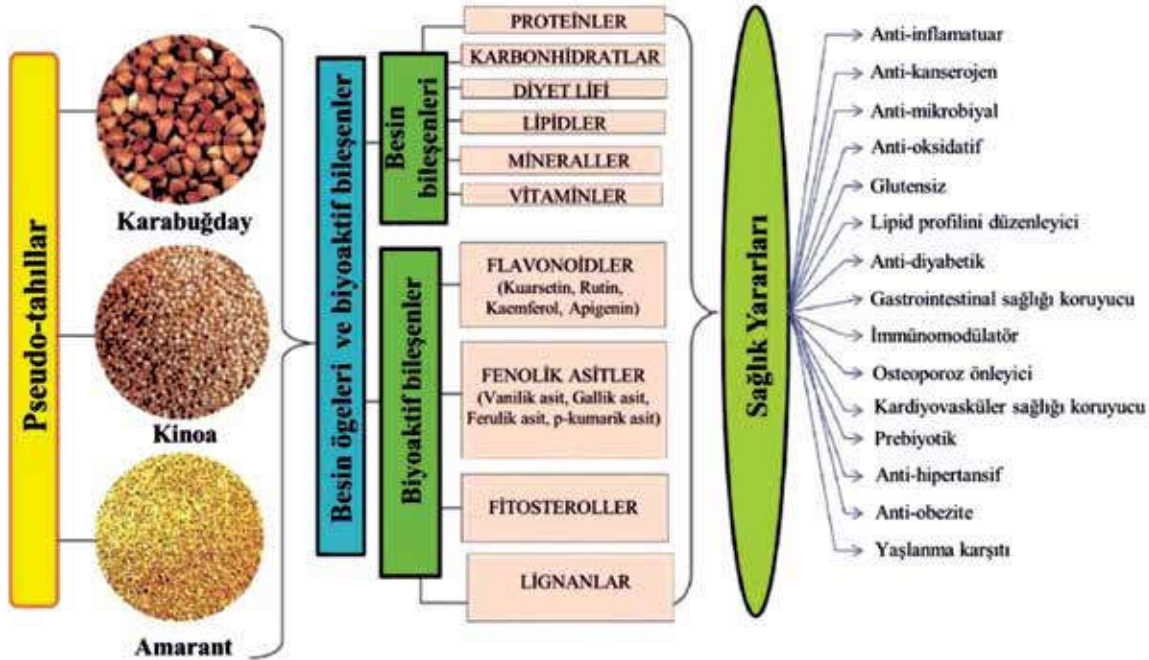 Pseudo-tahıllar
Karabuğday
Kinoa
Amarant
Besin ögeleri ve biyoaktif bileşenler
Besin
bileşenleri
PROTEİNLER
KARBONHİDRATLAR
DİYET LİFİ
LİPİDLER
MİNERALLER
VİTAMİNLER
Biyoaktif bileşenler
FLAVONOİDLER
(Kuarsetin, Rutin,
Kaemferol, Apigenin)
FENOLİK ASİTLER
(Vanilik asit, Gallik asit,
Ferulik asit, p-kumarik asit)
FİTOSTEROLLER
LİGNANLAR
Sağlık Yararları
Anti-inflamatuar
Anti-kanserojen
Anti-mikrobiyal
Anti-oksidatif
Glutensiz
Lipid profilini düzenleyici
Anti-diyabetik
Gastrointestinal sağlığı koruyucu
İmmünomodülatör
Osteoporoz önleyici
Kardiyovasküler sağlığı koruyucu
Prebiyotik
Anti-hipertansif
Anti-obezite
Yaşlanma karşıtı